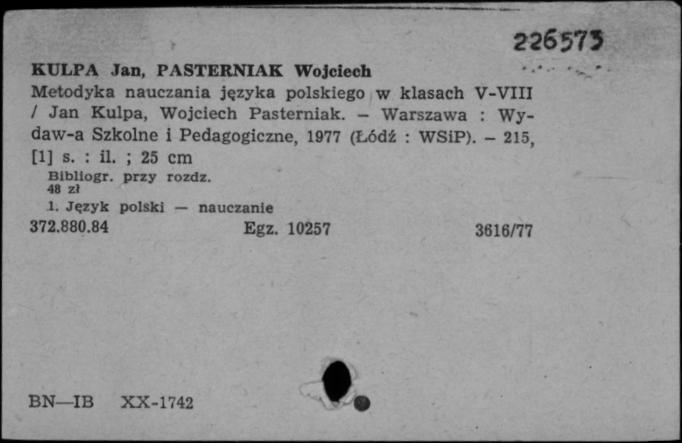 226573
KULPA Jan, PASTERNIAK Wojciech
Metodyka nauczania języka polskiego w klasach V-VIII
/ Jan Kulpa, Wojciech Pasterniak. — Warszawa : Wy-
daw-a Szkolne i Pedagogiczne, 1977 (Łódź : WSiP). — 215,
[1] s. : il. ; 25 cm
Bibliogr. przy rozdz.
48 zł
1. Język polski — nauczanie
372.880.84 Egz. 10257 3616/77
BN—IB XX-1742